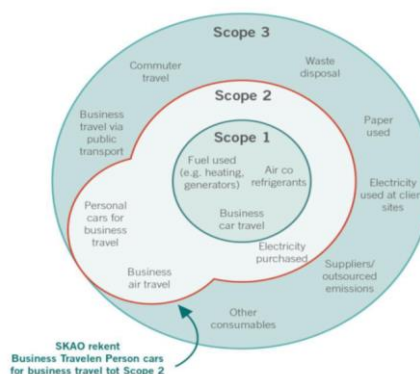 Scope 3
Commuter
travel
Waste
disposal
Scope 2
Business
travel via
public
transport
Paper
used
Scope 1
Fuel used
(e.g. heating,
generators)
Air co
refrigerants
Electricity
used at client
sites
Business
car travel
Personal
cars for
business
travel
Electricity
purchased
Business
air travel
Suppliers/
outsourced
emissions
Other
consumables
SKAO rekent
Business Travelen Person cars
for business travel tot Scope 2